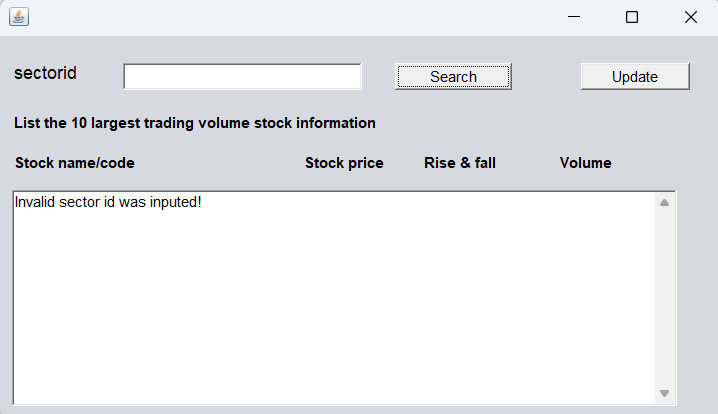 sectorid Search Update
List the 10 largest trading volume stock information
Stock name/code Stock price Rise & fall Volume
Invalid sector id was inputed!